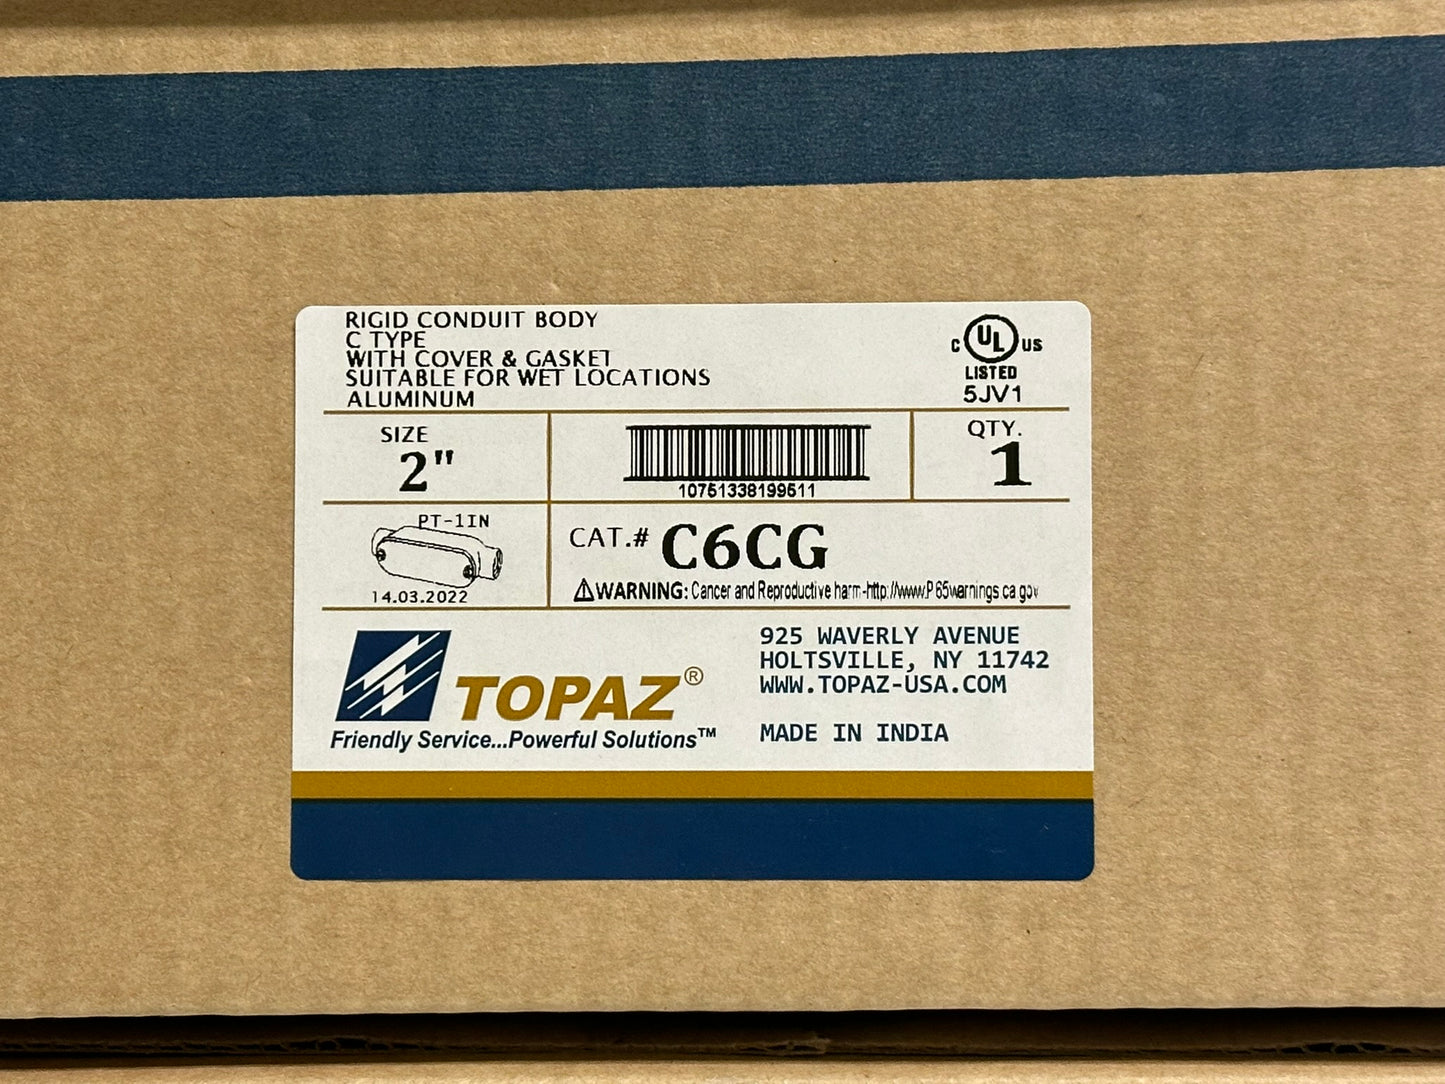 RIGID CONDUIT BODY
C TYPE
WITH COVER & GASKET
SUITABLE FOR WET LOCATIONS
ALUMINUM
C UL US
LISTED
5JV1
SIZE
2"
10751338199511
QTY.
1
PT-1IN
14.03.2022
CAT.# C6CG
⚠WARNING: Cancer and Reproductive harm-http://www.P65warnings.ca.gov
TOPAZ®
Friendly Service...Powerful Solutions™
925 WAVERLY AVENUE
HOLTSVILLE, NY 11742
WWW.TOPAZ-USA.COM
MADE IN INDIA